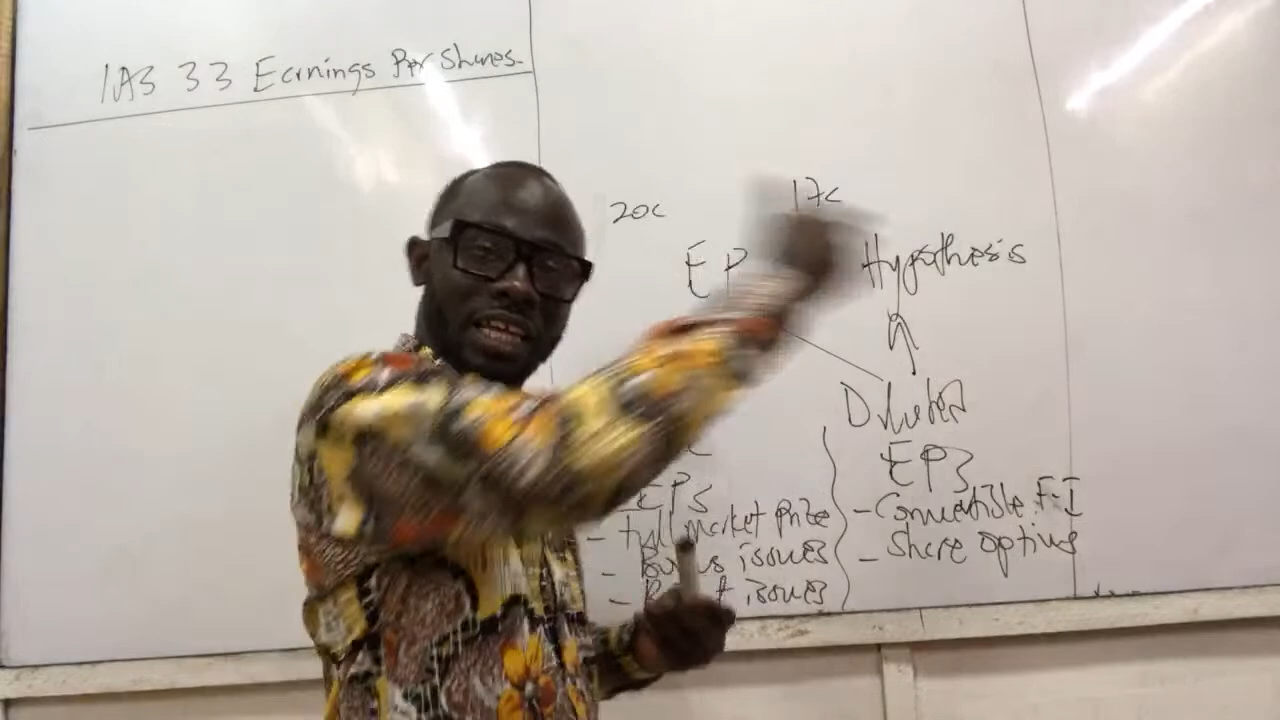 IAS 33 Earnings Per Shares
20c
17c
EP
Hypothesis
Diluted
EPS
- Convertible F.I
- Share options
EPS
- full market price
- Bonus issues
- issues